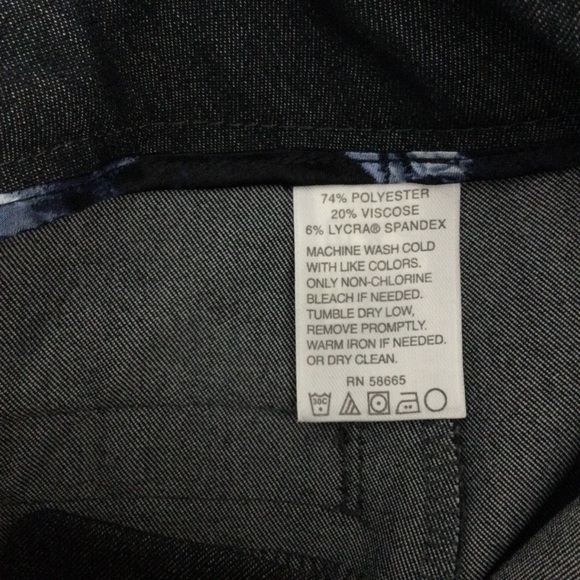 74% POLYESTER
20% VISCOSE
6% LYCRA® SPANDEX
MACHINE WASH COLD
WITH LIKE COLORS.
ONLY NON-CHLORINE
BLEACH IF NEEDED.
TUMBLE DRY LOW,
REMOVE PROMPTLY.
WARM IRON IF NEEDED.
OR DRY CLEAN.
RN 58665
30C